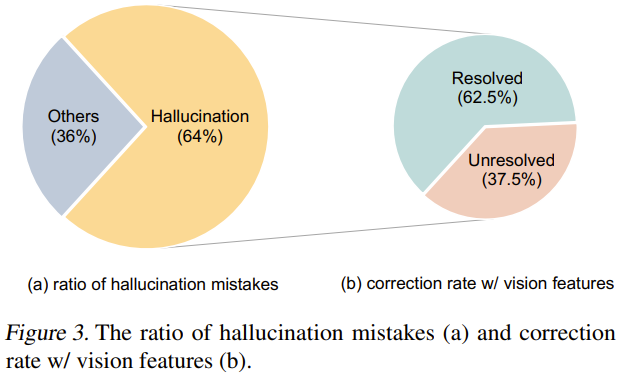 Others
(36%)
Hallucination
(64%)
Resolved
(62.5%)
Unresolved
(37.5%)
(a) ratio of hallucination mistakes
(b) correction rate w/ vision features
Figure 3. The ratio of hallucination mistakes (a) and correction
rate w/ vision features (b).